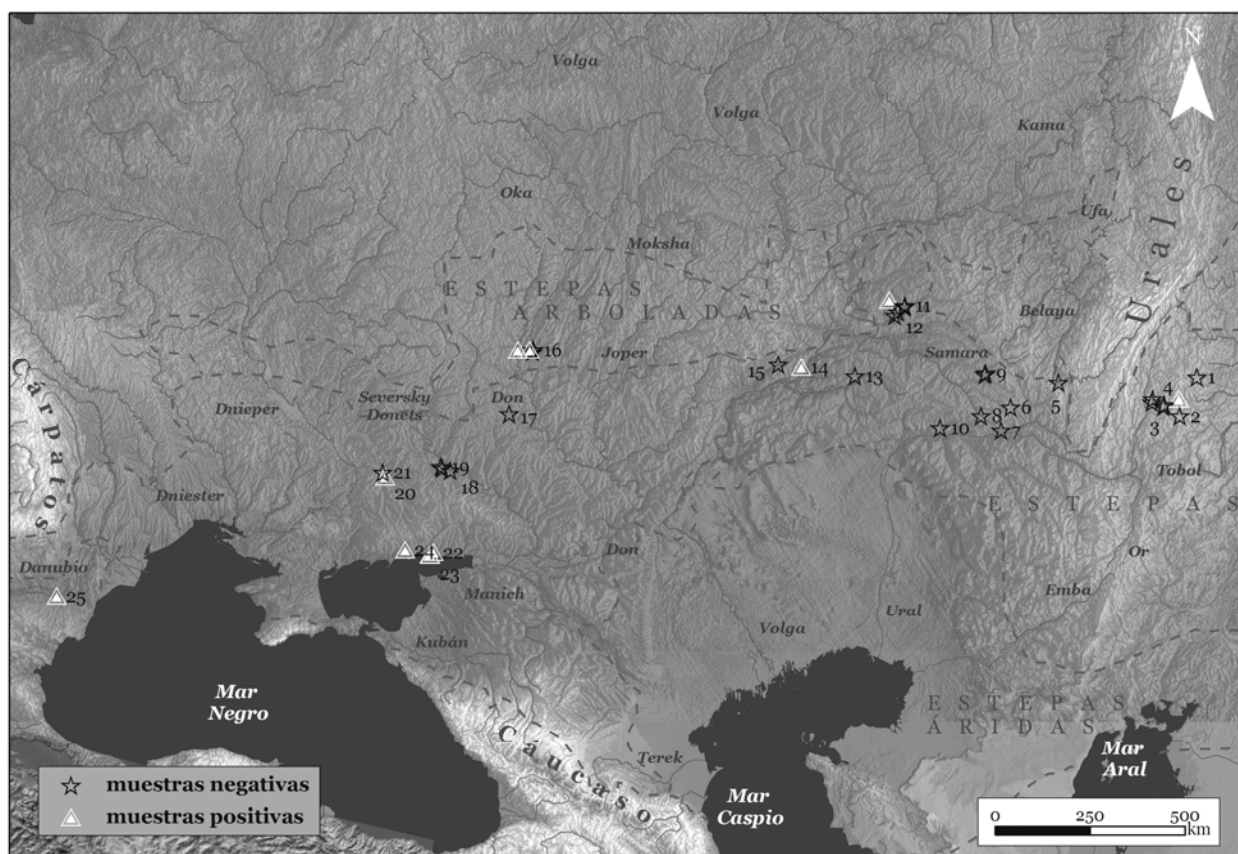 N
Volga
Volga
Kama
Urales
Oka
Ufa
Moksha
ESTEPAS
ARBOLADAS
11
12
Belaya
16
Joper
Samara
15
14
13
9
1
4
Cárpatos
Dnieper
Seversky
Donets
Don
17
5
6
8
7
10
3
2
21
19
20
18
Tobol
Dniester
ESTEPAS
24
22
23
Don
Or
Danubio
25
Manich
Emba
Ural
Kubán
Volga
Mar
Negro
ESTEPAS
ÁRIDAS
Cáucaso
Terek
Mar
Aral
Mar
Caspio
muestras negativas
muestras positivas
0 250 500
km